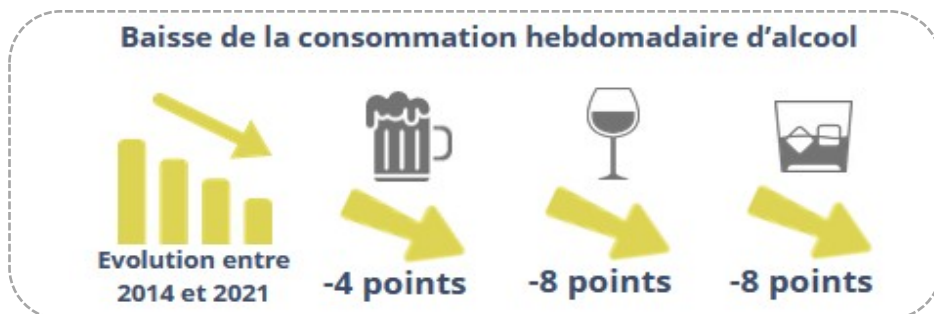 Baisse de la consommation hebdomadaire d’alcool
Evolution entre
2014 et 2021
-4 points
-8 points
-8 points